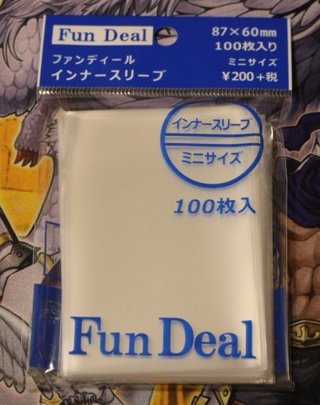 Fun Deal
ファンディール
インナースリーブ
87×60mm
100枚入り
ミニサイズ
¥200+税
インナースリーブ
ミニサイズ
100枚入
Fun Deal